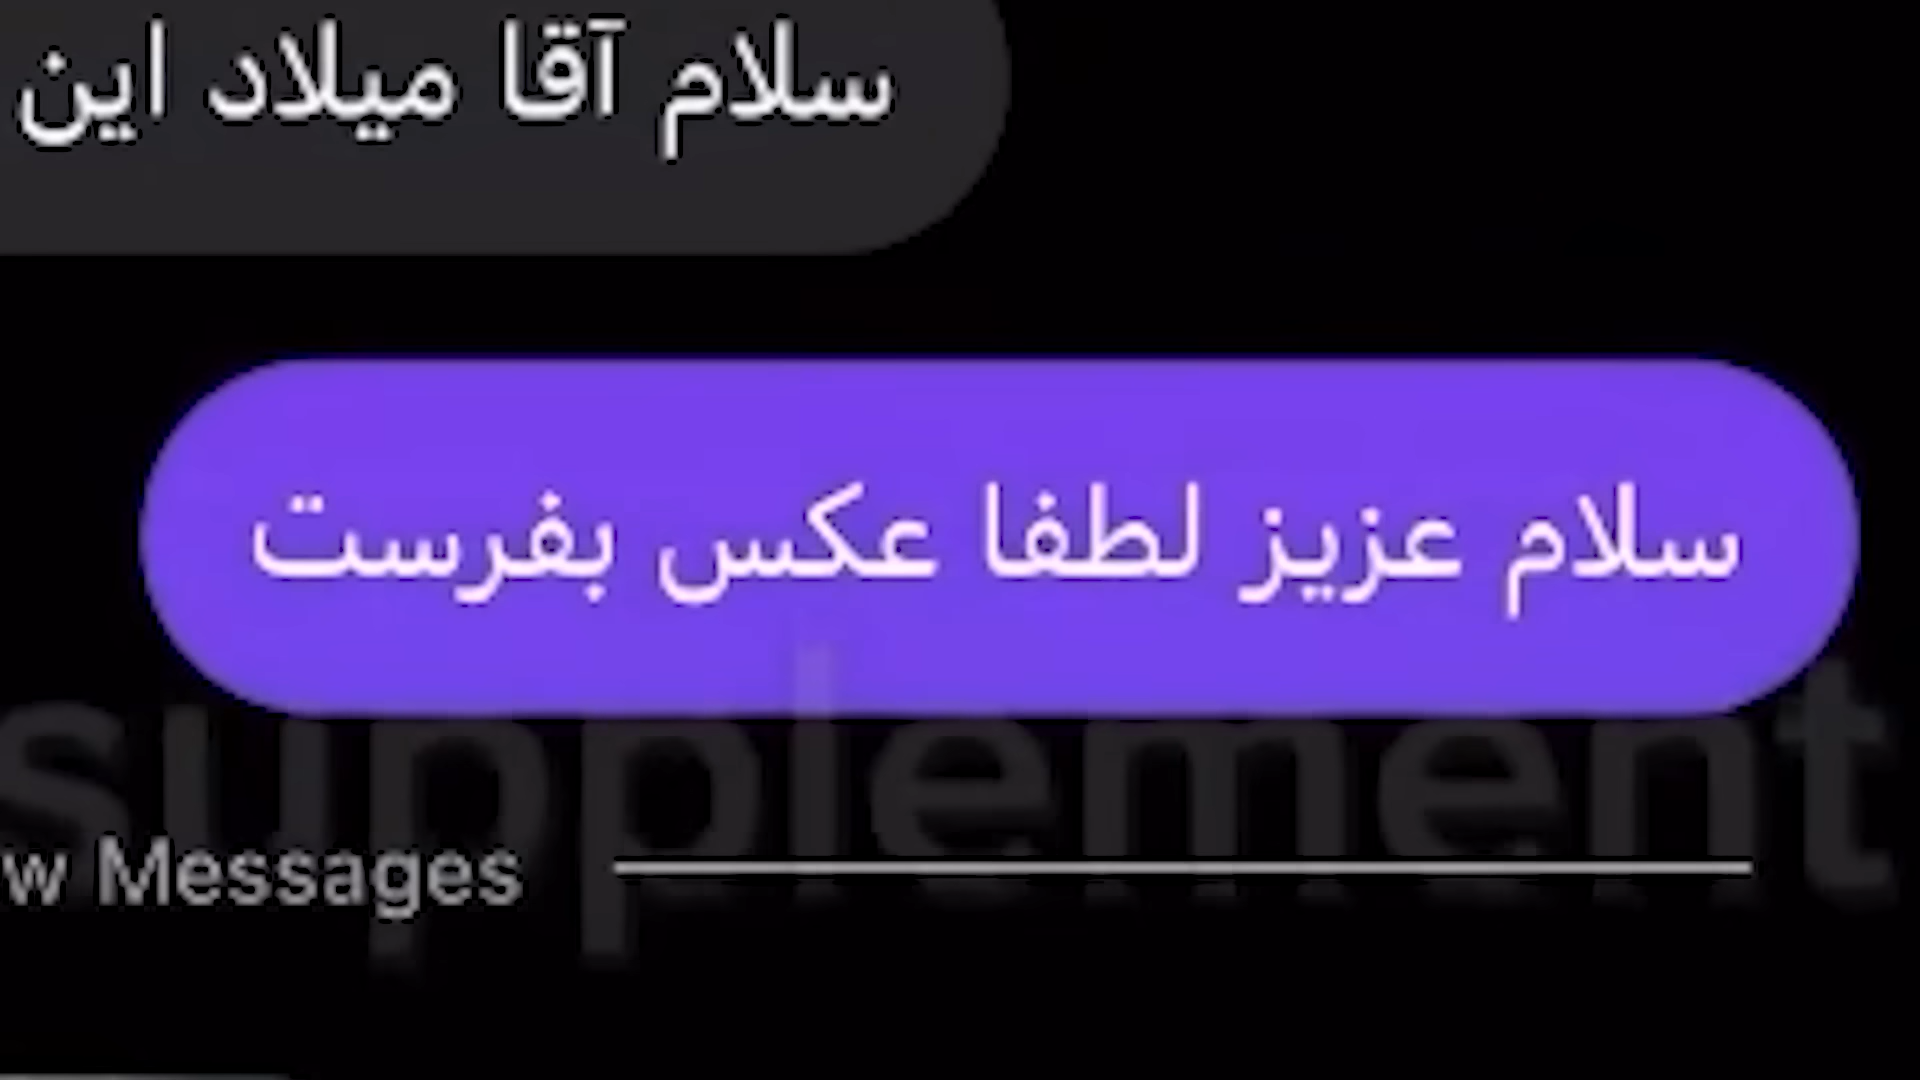 سلام آقا میلاد این
سلام عزیز لطفا عکس بفرست
supplement
w Messages